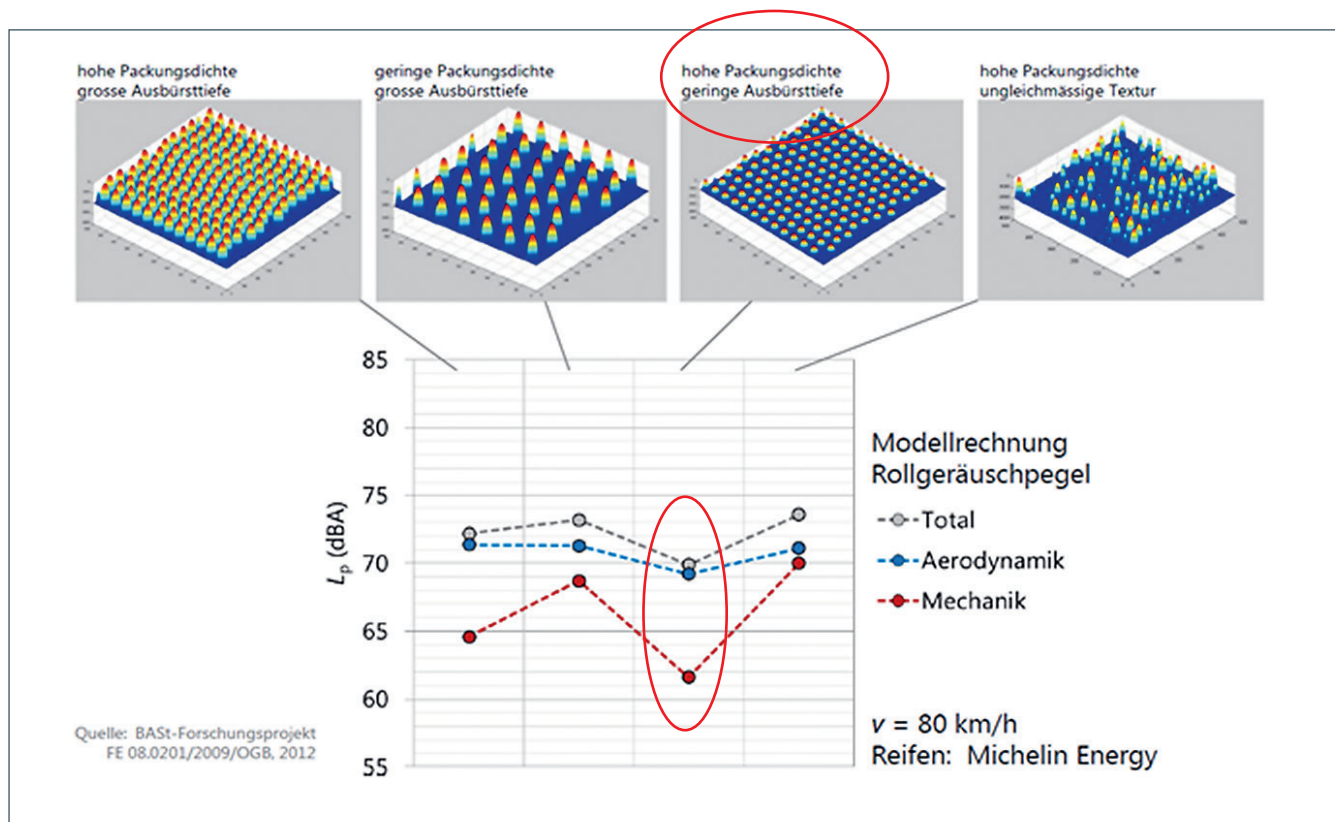 hohe Packungsdichte
grosse Ausbürsttiefe
geringe Packungsdichte
grosse Ausbürsttiefe
hohe Packungsdichte
geringe Ausbürsttiefe
hohe Packungsdichte
ungleichmässige Textur
85
80
75
70
65
60
55
Lp (dBA)
Modellrechnung
Rollgeräuschpegel
Total
Aerodynamik
Mechanik
v = 80 km/h
Reifen: Michelin Energy
Quelle: BASt-Forschungsprojekt
FE 08.0201/2009/OGB, 2012